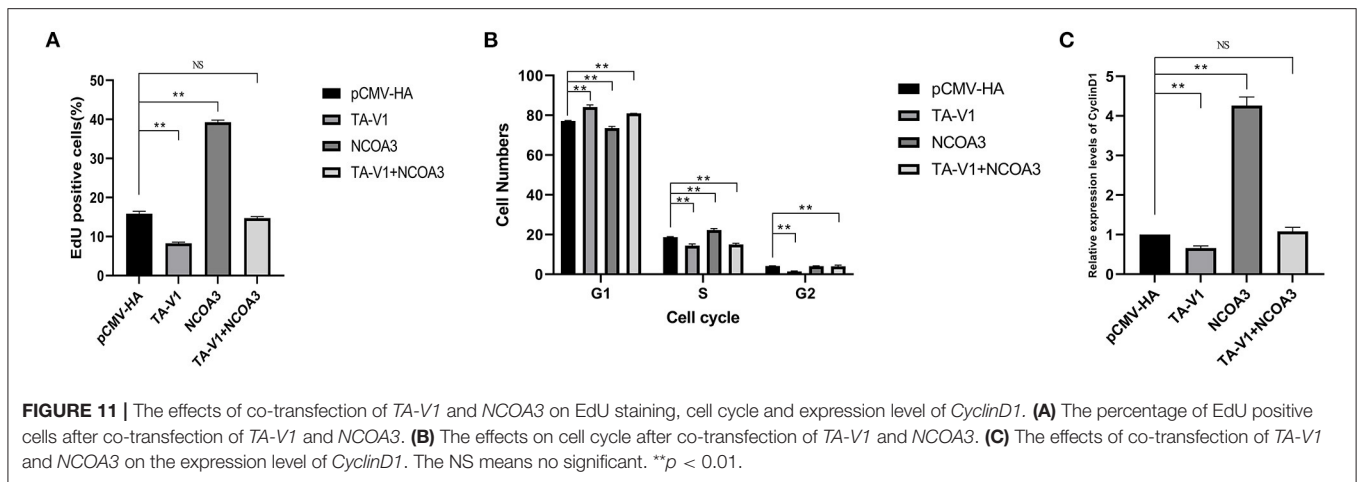 A
EdU positive cells(%)
50
40
30
20
10
0
NS
**
**
pCMV-HA
TA-V1
NCOA3
TA-V1+NCOA3
pCMV-HA
TA-V1
NCOA3
TA-V1+NCOA3
B
Cell Numbers
100
80
60
40
20
0
**
**
**
**
**
**
**
**
G1
S
G2
Cell cycle
pCMV-HA
TA-V1
NCOA3
TA-V1+NCOA3
C
Relative expression levels of CyclinD1
5
4
3
2
1
0
NS
**
**
pCMV-HA
TA-V1
NCOA3
TA-V1+NCOA3
FIGURE 11 | The effects of co-transfection of TA-V1 and NCOA3 on EdU staining, cell cycle and expression level of CyclinD1. (A) The percentage of EdU positive
cells after co-transfection of TA-V1 and NCOA3. (B) The effects on cell cycle after co-transfection of TA-V1 and NCOA3. (C) The effects of co-transfection of TA-V1
and NCOA3 on the expression level of CyclinD1. The NS means no significant. **p < 0.01.